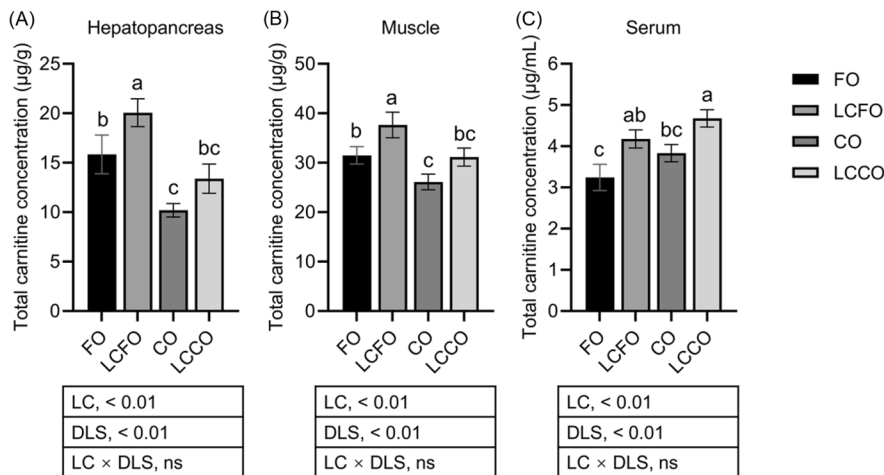 (A)
Hepatopancreas
Total carnitine concentration (μg/g)
25
20
15
10
5
0
b
a
c
bc
FO
LCFO
CO
LCCO
LC, < 0.01
DLS, < 0.01
LC × DLS, ns
(B)
Muscle
Total carnitine concentration (μg/g)
50
40
30
20
10
0
b
a
c
bc
FO
LCFO
CO
LCCO
LC, < 0.01
DLS, < 0.01
LC × DLS, ns
(C)
Serum
Total carnitine concentration (μg/mL)
6
5
4
3
2
1
0
c
ab
bc
a
FO
LCFO
CO
LCCO
LC, < 0.01
DLS, < 0.01
LC × DLS, ns
FO
LCFO
CO
LCCO